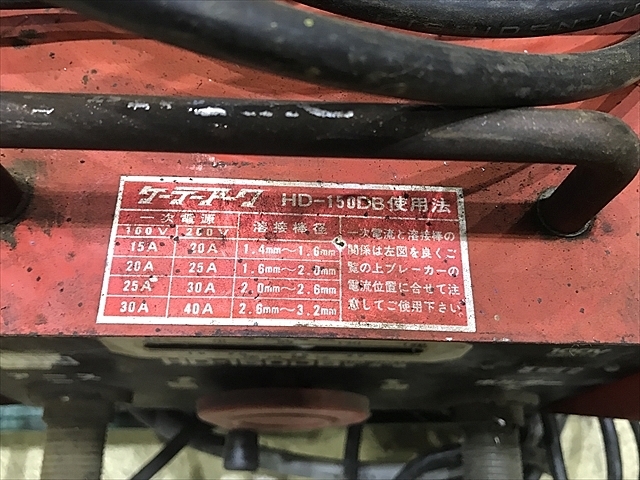 ケーテーアーク HD-150DB使用法
一次電源 溶接棒径
100V 200V
15A 20A 1.4mm〜1.6mm
20A 25A 1.6mm〜2.0mm
25A 30A 2.0mm〜2.6mm
30A 40A 2.6mm〜3.2mm
一次電流と溶接棒の
関係は左図を良くご
覧の上ブレーカーの
電流位置に合せて注
意してご使用下さい